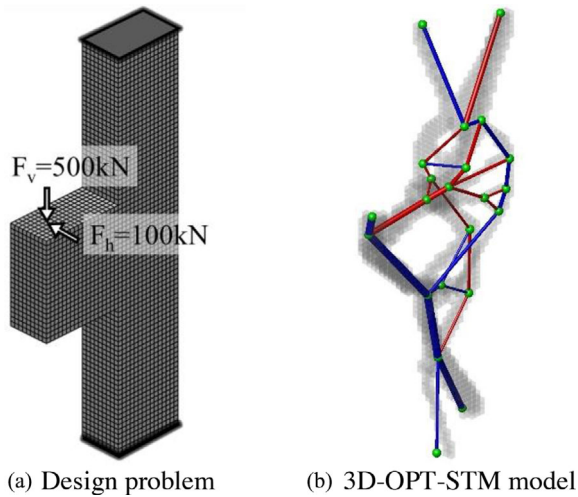 Fv=500kN
Fh=100kN
(a) Design problem
(b) 3D-OPT-STM model